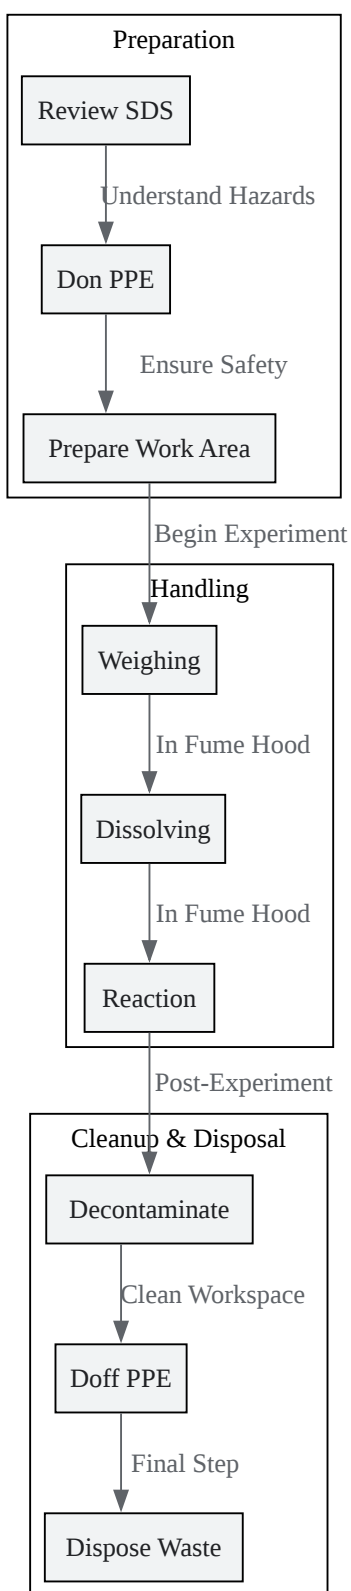 Preparation
Review SDS
Understand Hazards
Don PPE
Ensure Safety
Prepare Work Area
Begin Experiment
Handling
Weighing
In Fume Hood
Dissolving
In Fume Hood
Reaction
Post-Experiment
Cleanup & Disposal
Decontaminate
Clean Workspace
Doff PPE
Final Step
Dispose Waste